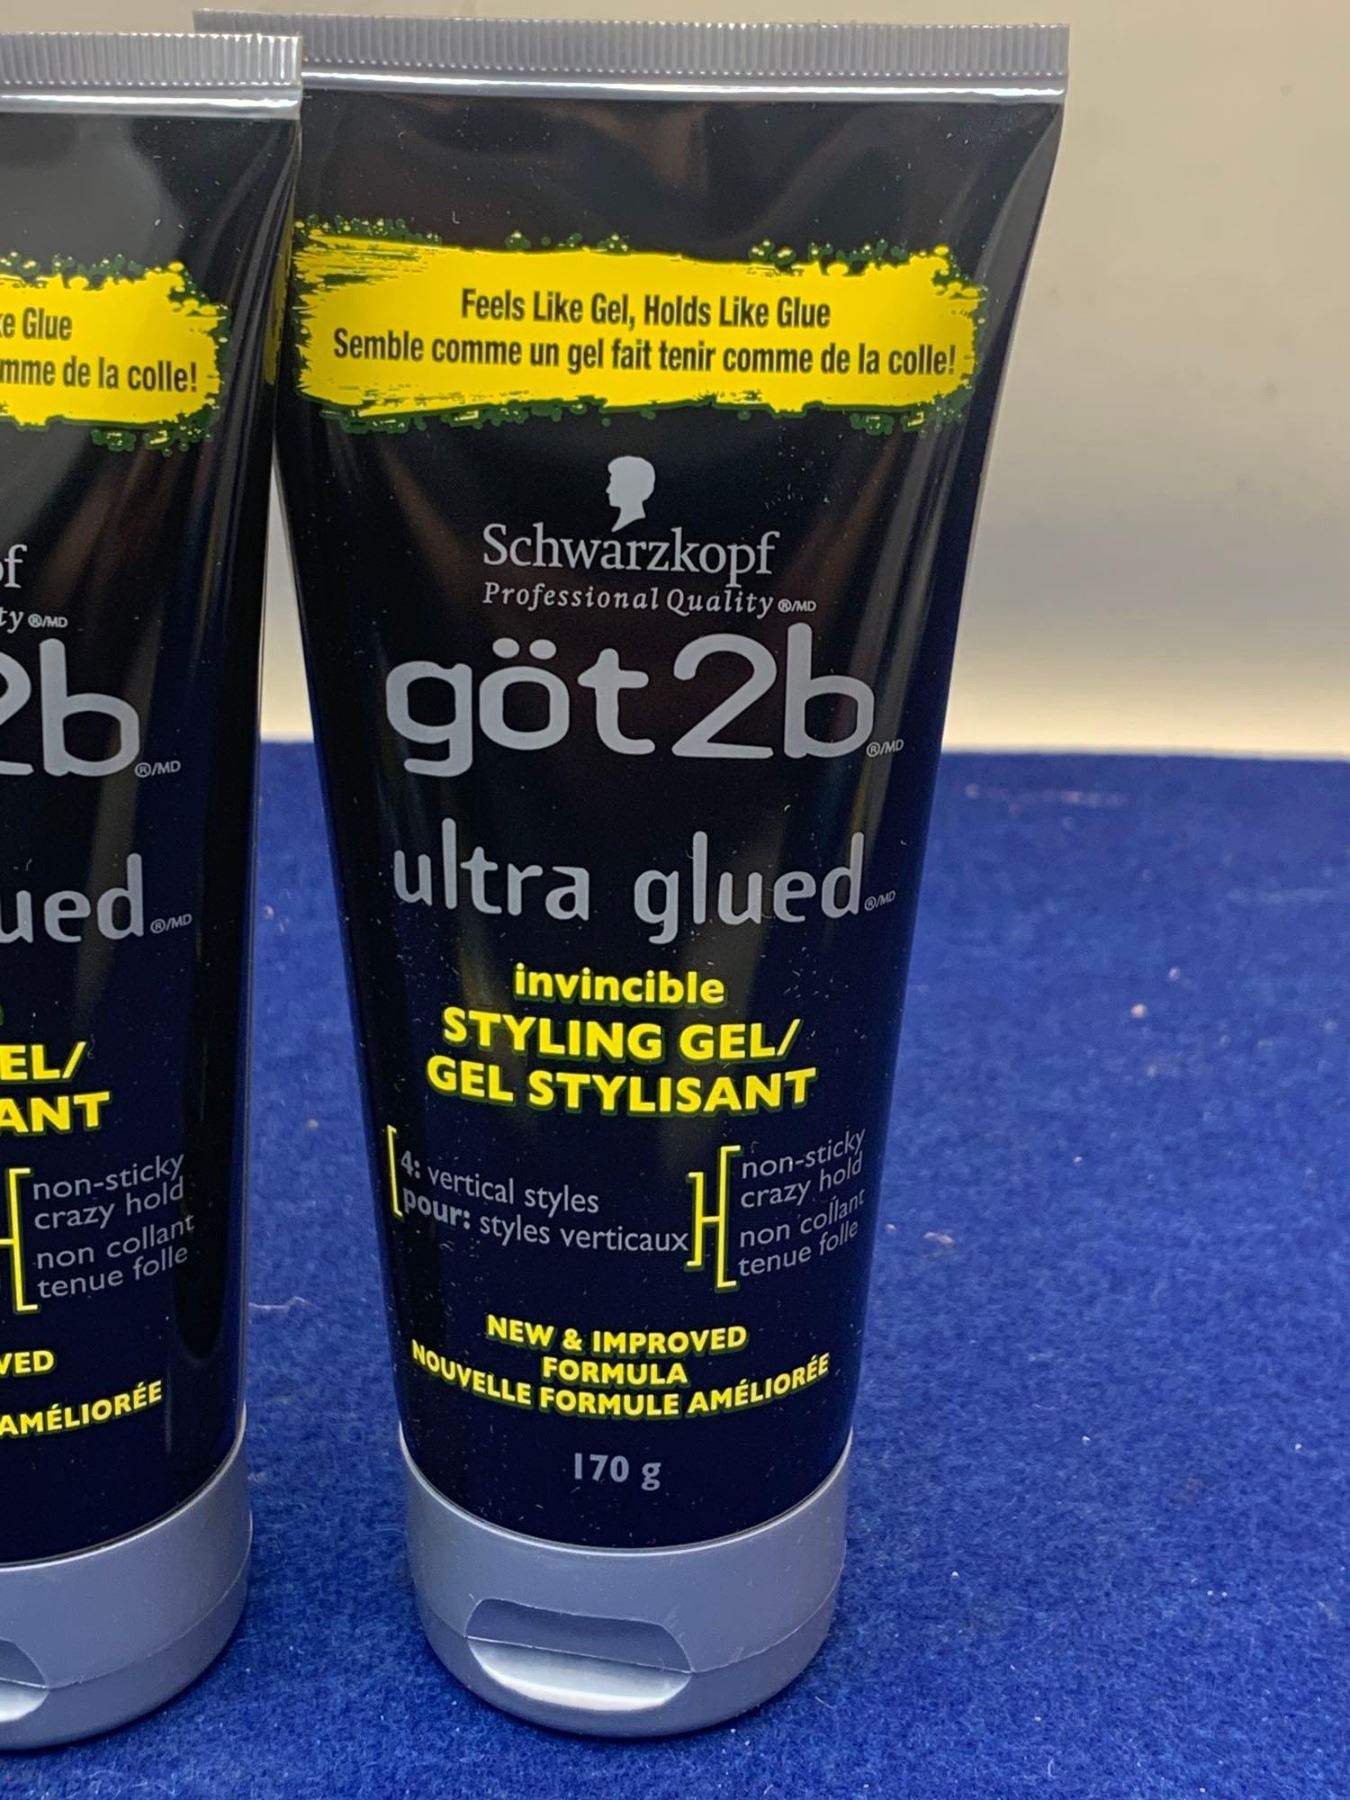 ke Glue
mme de la colle!
of
ty ®/MD
2b ®/MD
ued ®/MD
EL/
ANT
non-sticky
crazy hold
non collant
tenue folle
VED
AMÉLIORÉE
Feels Like Gel, Holds Like Glue
Semble comme un gel fait tenir comme de la colle!
Schwarzkopf
Professional Quality ®/MD
göt2b ®/MD
ultra glued ®/MD
invincible
STYLING GEL/
GEL STYLISANT
4: vertical styles
pour: styles verticaux
non-sticky
crazy hold
non collant
tenue folle
NEW & IMPROVED
FORMULA
NOUVELLE FORMULE AMÉLIORÉE
170 g